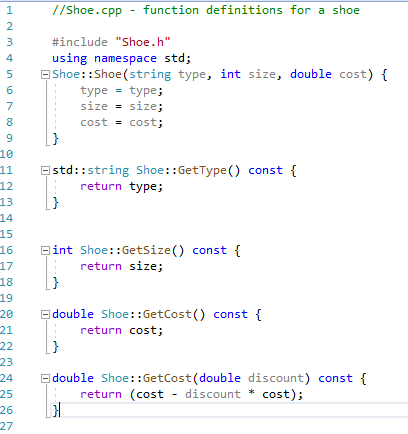 1 //Shoe.cpp - function definitions for a shoe
2
3 #include "Shoe.h"
4 using namespace std;
5 Shoe::Shoe(string type, int size, double cost) {
6 type = type;
7 size = size;
8 cost = cost;
9 }
10
11 std::string Shoe::GetType() const {
12 return type;
13 }
14
15
16 int Shoe::GetSize() const {
17 return size;
18 }
19
20 double Shoe::GetCost() const {
21 return cost;
22 }
23
24 double Shoe::GetCost(double discount) const {
25 return (cost - discount * cost);
26 }
27